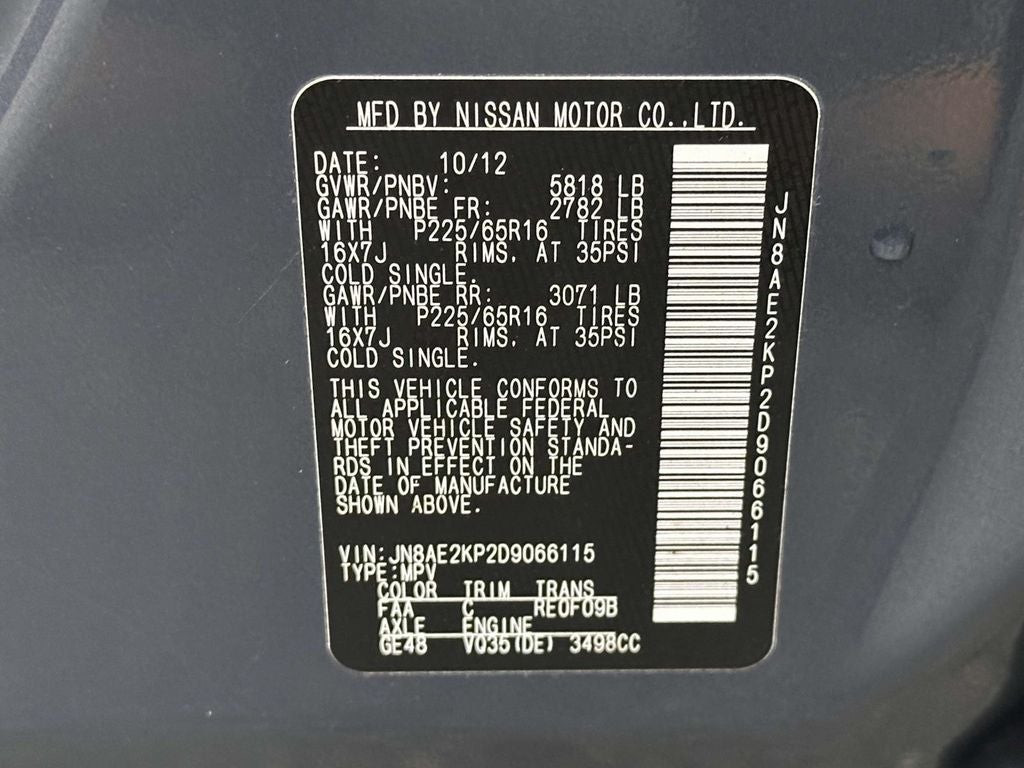 MFD BY NISSAN MOTOR CO.,LTD.
DATE: 10/12
GVWR/PNBV: 5818 LB
GAWR/PNBE FR: 2782 LB
WITH P225/65R16 TIRES
16X7J RIMS, AT 35PSI
COLD SINGLE.
GAWR/PNBE RR: 3071 LB
WITH P225/65R16 TIRES
16X7J RIMS, AT 35PSI
COLD SINGLE.
THIS VEHICLE CONFORMS TO
ALL APPLICABLE FEDERAL
MOTOR VEHICLE SAFETY AND
THEFT PREVENTION STANDA-
RDS IN EFFECT ON THE
DATE OF MANUFACTURE
SHOWN ABOVE.
VIN:JN8AE2KP2D9066115
TYPE:MPV
COLOR TRIM TRANS
FAA C RE0F09B
AXLE ENGINE
GE48 VQ35(DE) 3498CC
JN8AE2KP2D9066115